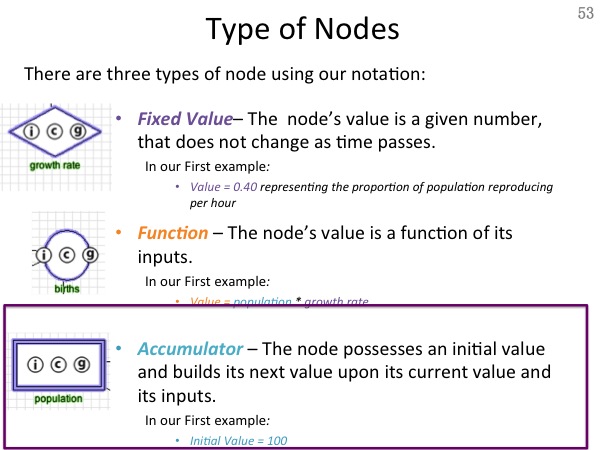 53
Type of Nodes
There are three types of node using our notation:
i c g
growth rate
• Fixed Value– The node's value is a given number,
that does not change as time passes.
In our First example:
• Value = 0.40 representing the proportion of population reproducing
per hour
i c g
births
• Function – The node's value is a function of its
inputs.
In our First example:
• Value = population * growth rate
i c g
population
• Accumulator – The node possesses an initial value
and builds its next value upon its current value and
its inputs.
In our First example:
• Initial Value = 100